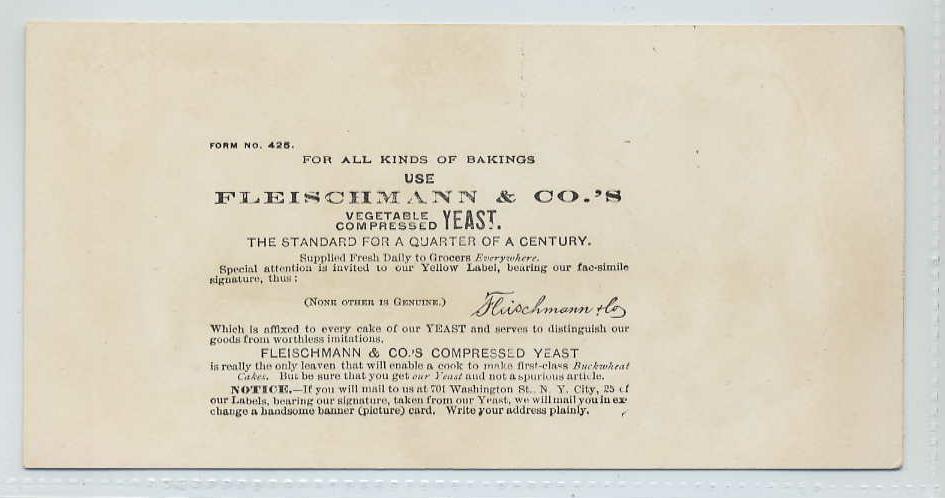 FORM NO. 425.
FOR ALL KINDS OF BAKINGS
USE
FLEISCHMANN & CO.'S
VEGETABLE COMPRESSED YEAST.
THE STANDARD FOR A QUARTER OF A CENTURY.
Supplied Fresh Daily to Grocers Everywhere.
Special attention is invited to our Yellow Label, bearing our fac-simile
signature, thus:
(NONE OTHER IS GENUINE.) Fleischmann & Co
Which is affixed to every cake of our YEAST and serves to distinguish our
goods from worthless imitations.
FLEISCHMANN & CO.'S COMPRESSED YEAST
is really the only leaven that will enable a cook to make first-class Buckwheat
Cakes. But be sure that you get our Yeast and not a spurious article.
NOTICE.—If you will mail to us at 701 Washington St., N. Y. City, 25 of
our Labels, bearing our signature, taken from our Yeast, we will mail you in ex
change a handsome banner (picture) card. Write your address plainly.